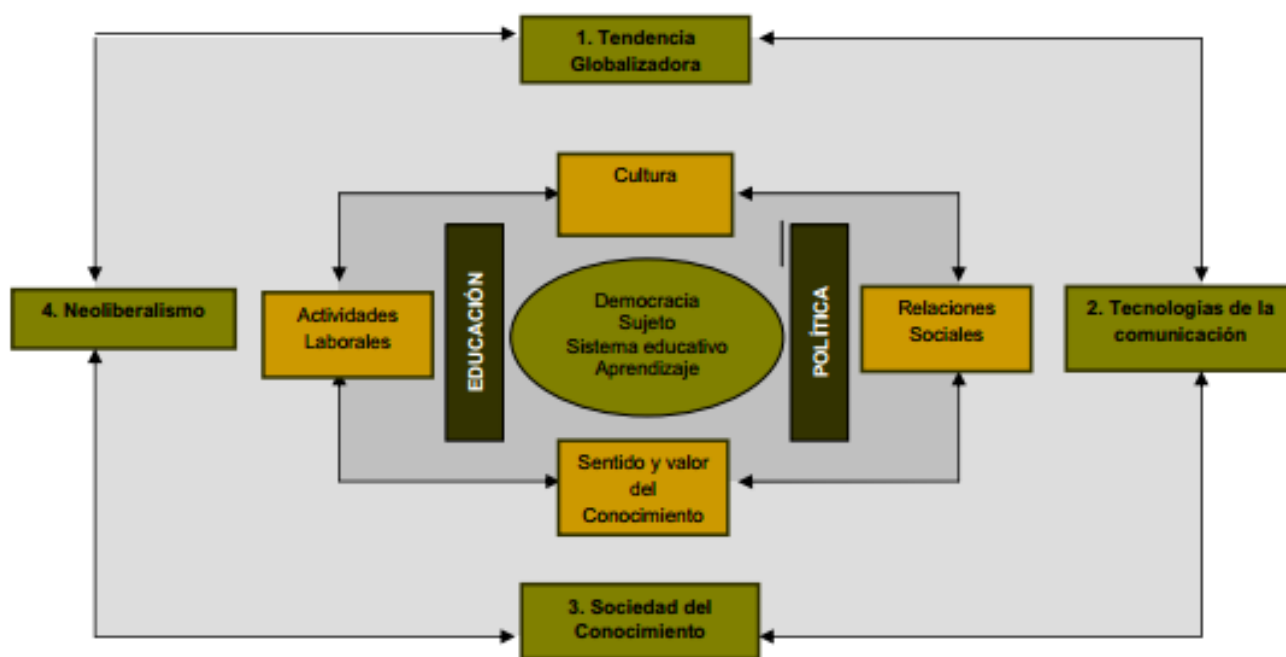 1. Tendencia
Globalizadora
Cultura
4. Neoliberalismo
Actividades
Laborales
EDUCACIÓN
Democracia
Sujeto
Sistema educativo
Aprendizaje
POLÍTICA
Relaciones
Sociales
2. Tecnologías de la
comunicación
Sentido y valor
del
Conocimiento
3. Sociedad del
Conocimiento